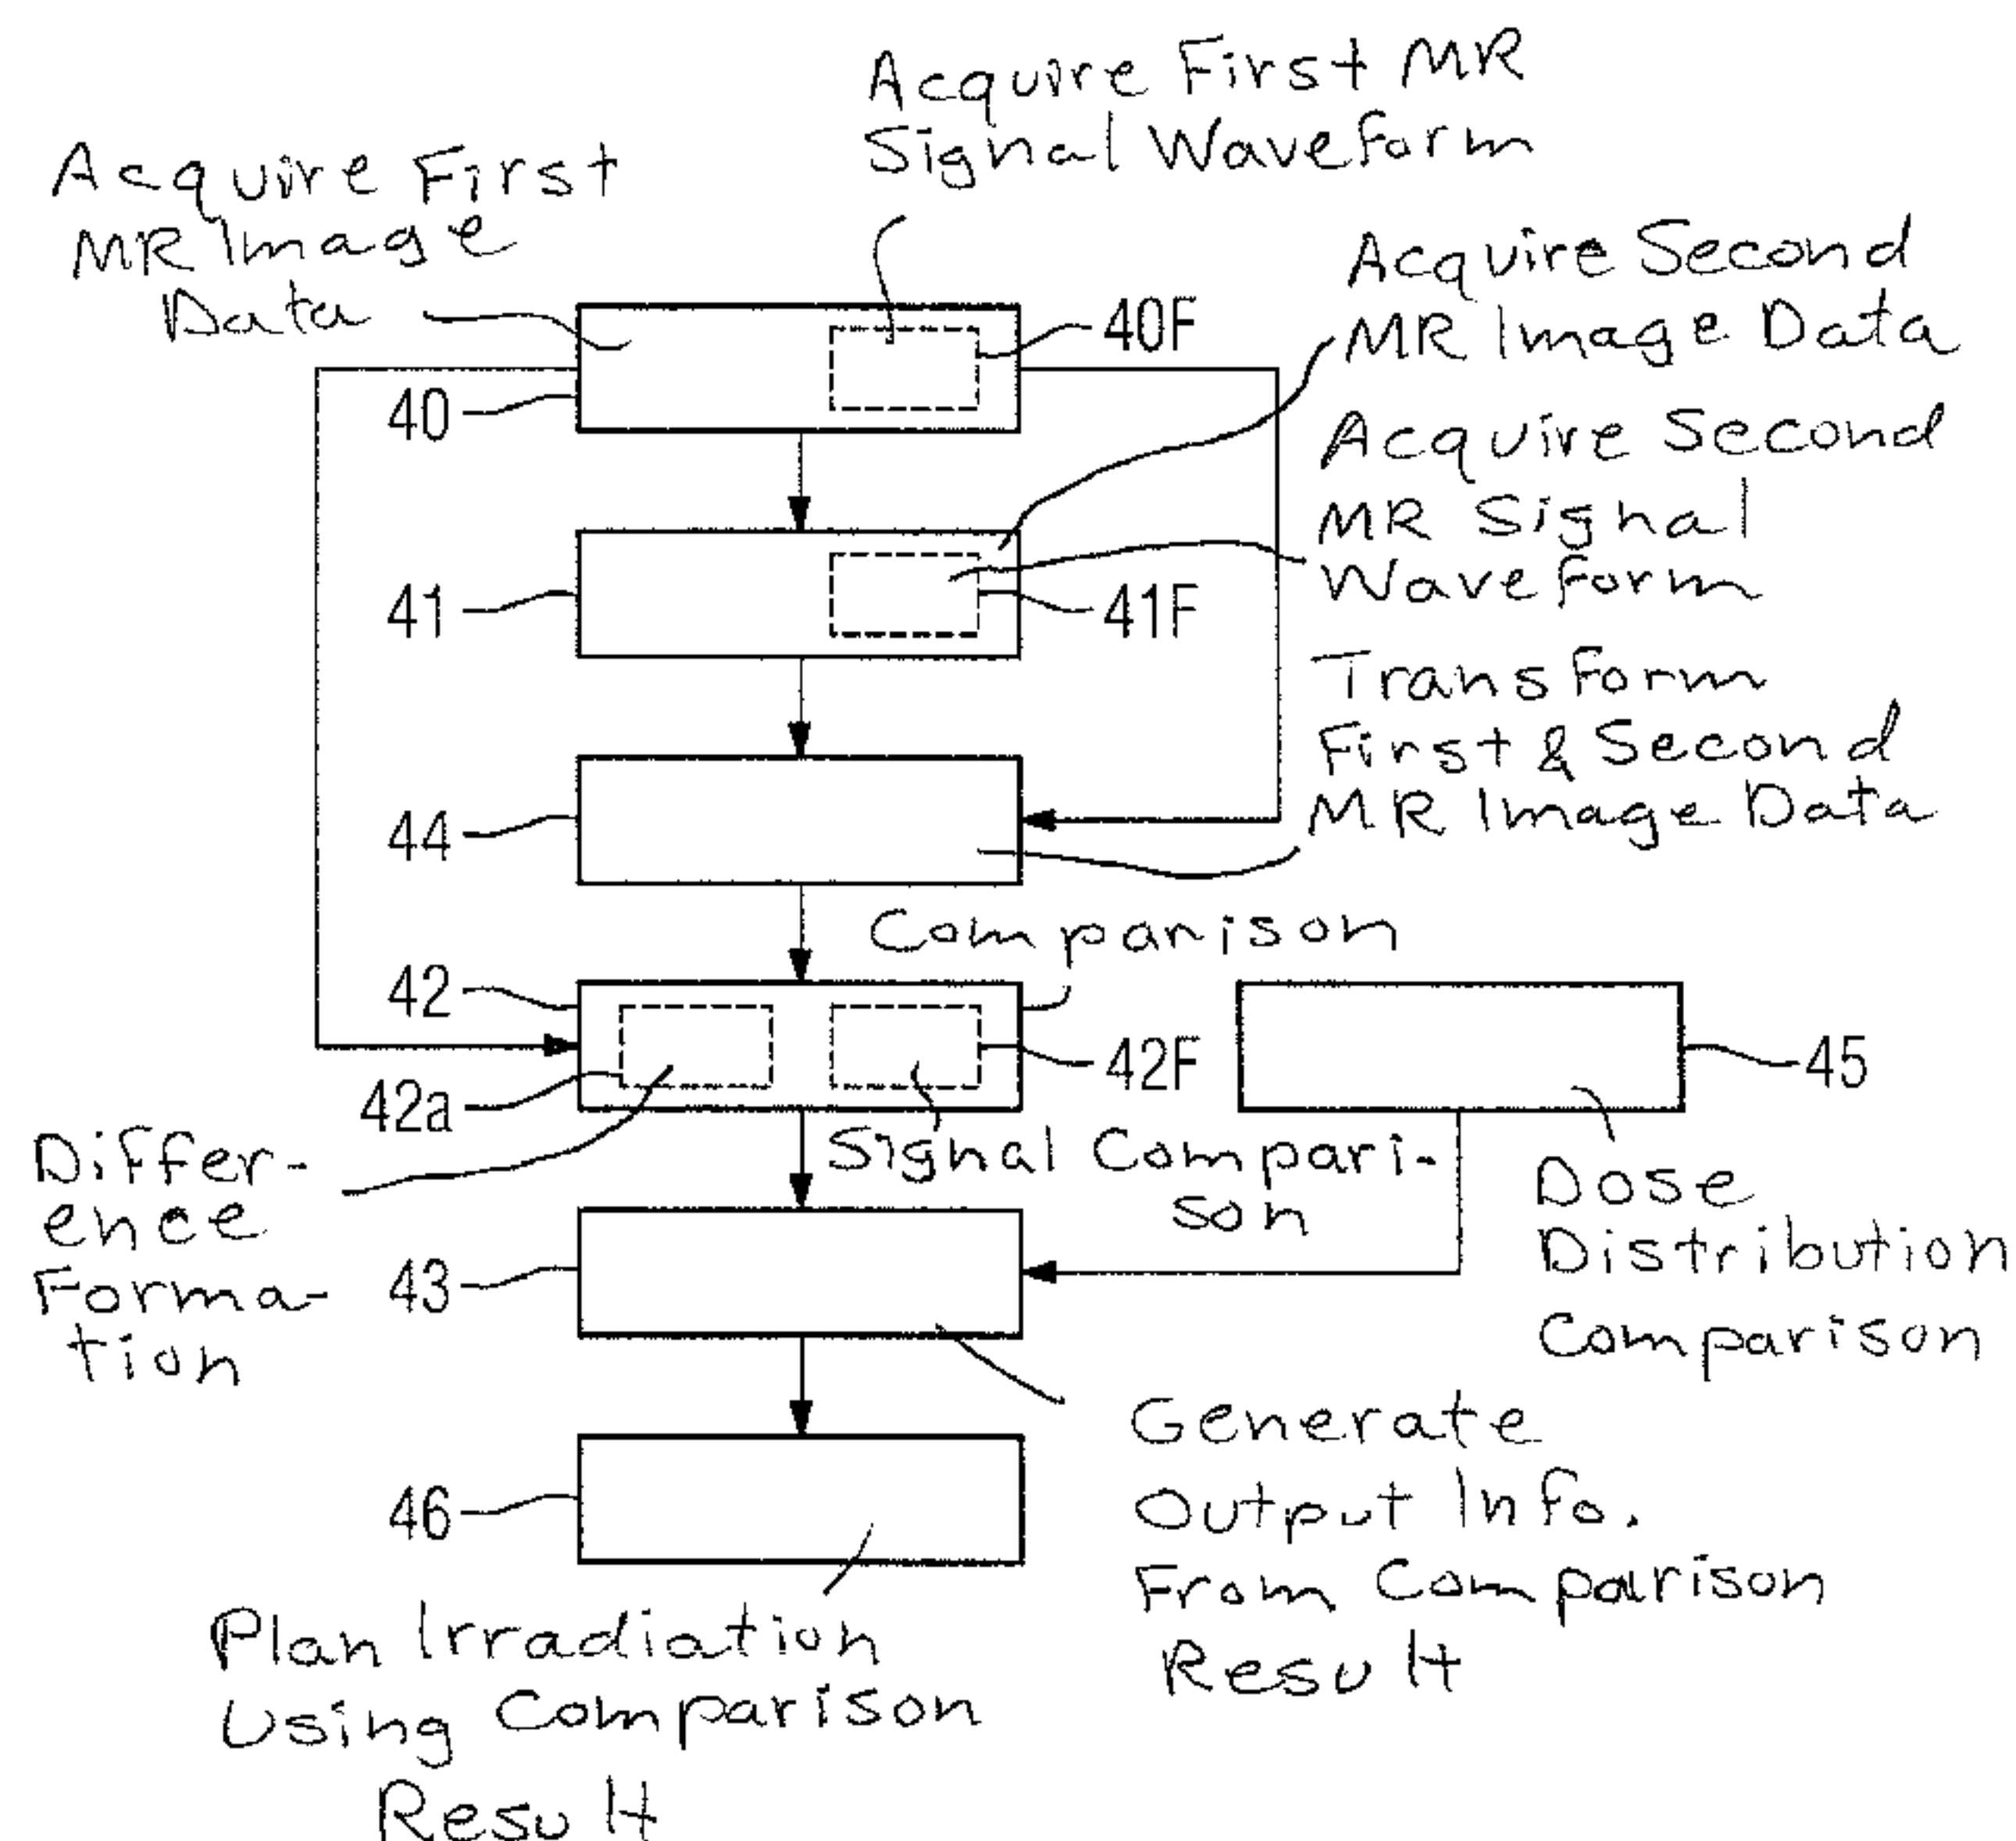 Acquire First MR
Signal Waveform
Acquire First
MR Image
Data
40F
40
Acquire Second
MR Image Data
Acquire Second
MR Signal
Waveform
41
41F
Transform
First & Second
MR Image Data
44
Comparison
42
42a
42F
45
Differ-
ence
Forma-
tion
Signal Compari-
son
Dose
Distribution
Comparison
43
Generate
Output Info.
From Comparison
Result
46
Plan Irradiation
Using Comparison
Result